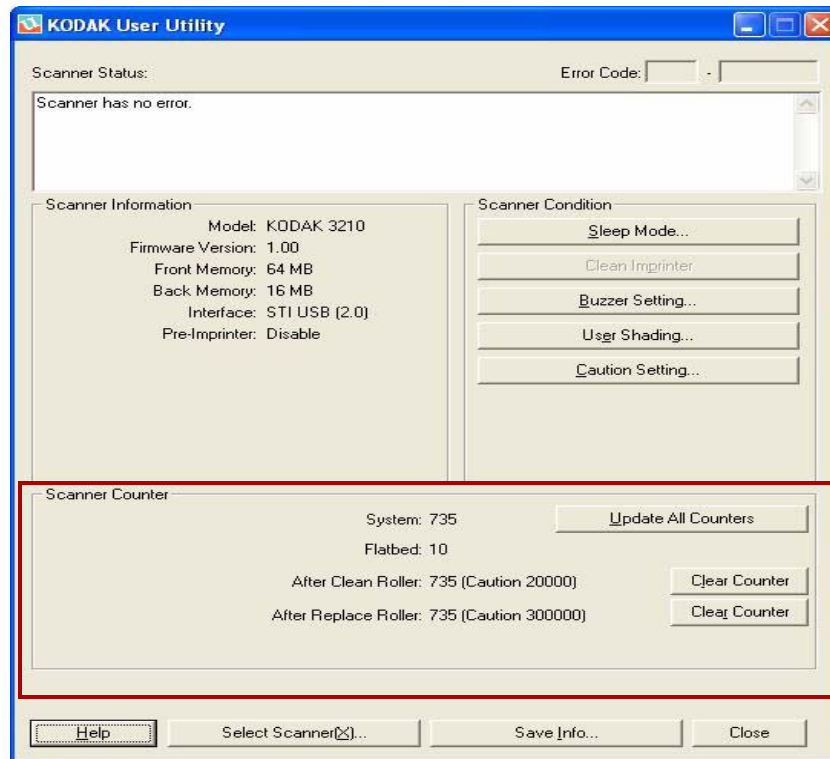 KODAK User Utility
Scanner Status:
Error Code: -
Scanner has no error.
Scanner Information
Model: KODAK 3210
Firmware Version: 1.00
Front Memory: 64 MB
Back Memory: 16 MB
Interface: STI USB (2.0)
Pre-Imprinter: Disable
Scanner Condition
Sleep Mode...
Clean Imprinter
Buzzer Setting...
User Shading...
Caution Setting...
Scanner Counter
System: 735
Update All Counters
Flatbed: 10
After Clean Roller: 735 (Caution 20000)
Clear Counter
After Replace Roller: 735 (Caution 300000)
Clear Counter
Help
Select Scanner(X)...
Save Info...
Close